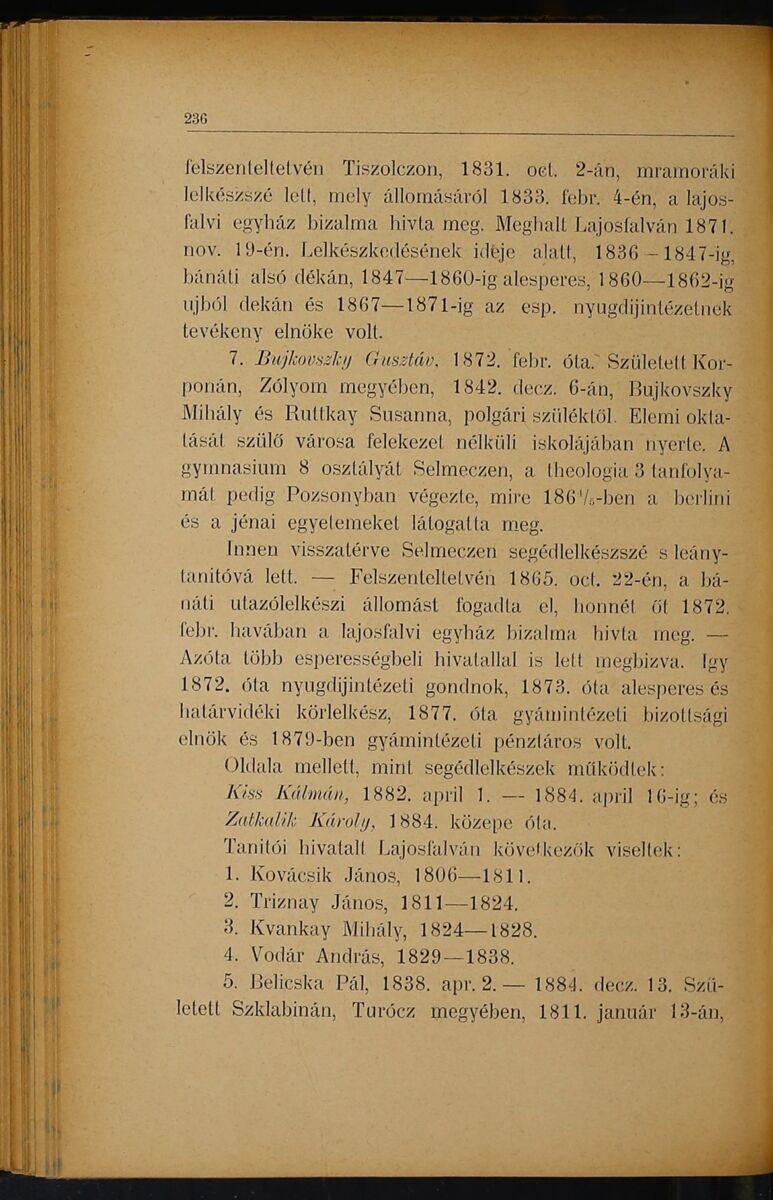 236
felszenteltetvén Tiszolczon, 1831. oct. 2-án, mramoráki
lelkészszé lett, mely állomásáról 1833. febr. 4-én, a lajos-
falvi egyház bizalma hivta meg. Meghalt Lajosfalván 1871.
nov. 19-én. Lelkészkedésének ideje alatt, 1836 – 1847-ig,
bánáti alsó dékán, 1847—1860-ig alesperes, 1860—1862-ig
ujból dekán és 1867—1871-ig az esp. nyugdijintézetnek
tevékeny elnöke volt.
7. Bujkovszky Gusztáv, 1872. febr. óta. Született Kor-
ponán, Zólyom megyében, 1842. decz. 6-án, Bujkovszky
Mihály és Ruttkay Susanna, polgári szüléktől. Elemi okta-
tását szülő városa felekezet nélküli iskolájában nyerte. A
gymnasium 8 osztályát Selmeczen, a theologia 3 tanfolya-
mát pedig Pozsonyban végezte, mire 186⁴/₅-ben a berlini
és a jénai egyetemeket látogatta meg.
Innen visszatérve Selmeczen segédlelkészszé s leány-
tanitóvá lett. — Felszenteltetvén 1865. oct. 22-én, a bá-
náti utazólelkészi állomást fogadta el, honnét őt 1872.
febr. havában a lajosfalvi egyház bizalma hivta meg. —
Azóta több esperességbeli hivatallal is lett megbizva. Igy
1872. óta nyugdijintézeti gondnok, 1873. óta alesperes és
határvidéki körlelkész, 1877. óta gyámintézeti bizottsági
elnök és 1879-ben gyámintézeti pénztáros volt.
Oldala mellett, mint segédlelkészek működtek:
Kiss Kálmán, 1882. april 1. — 1884. april 16-ig; és
Zatkalik Károly, 1884. közepe óta.
Tanitói hivatalt Lajosfalván következők viseltek:
1. Kovácsik János, 1806—1811.
2. Triznay János, 1811—1824.
3. Kvankay Mihály, 1824—1828.
4. Vodár András, 1829—1838.
5. Belicska Pál, 1838. apr. 2. — 1884. decz. 13. Szü-
letett Szklabinán, Turócz megyében, 1811. január 13-án,